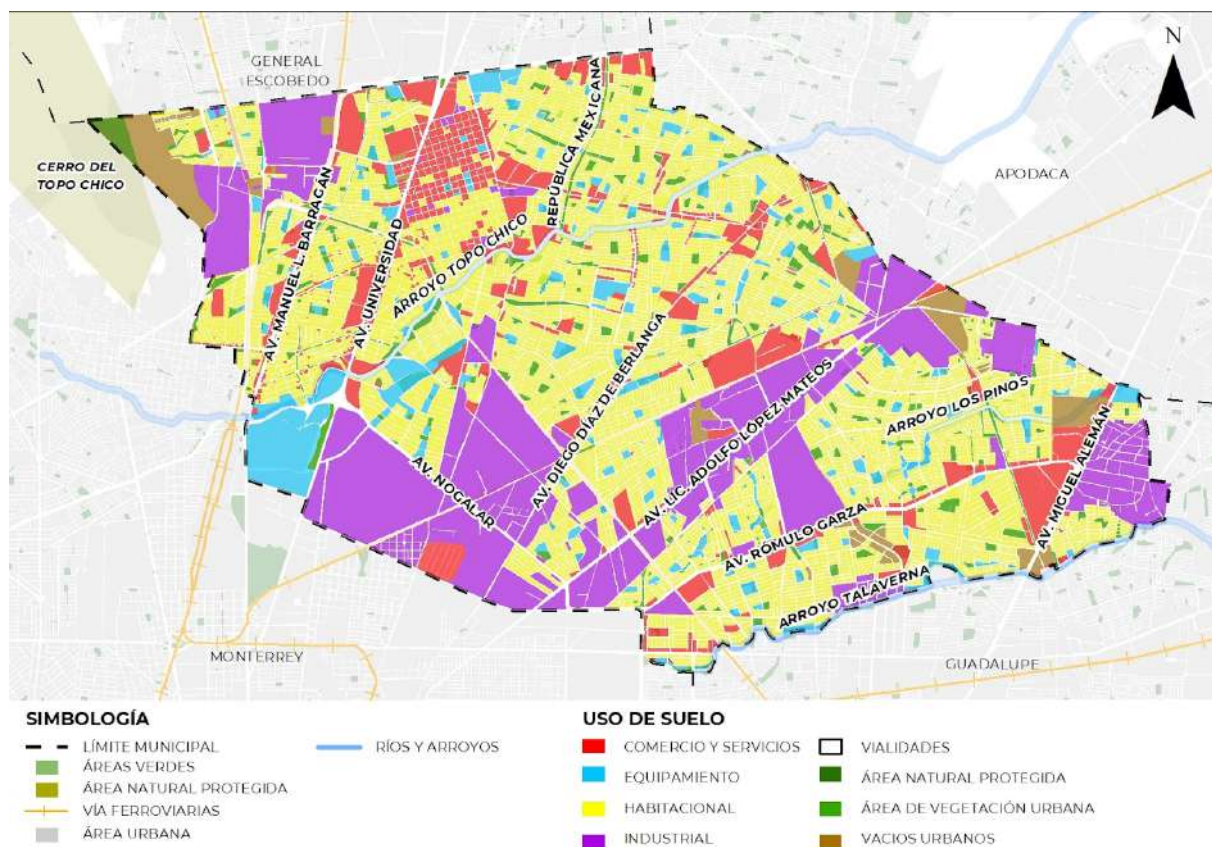 N
GENERAL
ESCOBEDO
CERRO DEL
TOPO CHICO
APODACA
AV. MANUEL L. BARRAGÁN
AV. UNIVERSIDAD
ARROYO TOPO CHICO
REPÚBLICA MEXICANA
AV. DIEGO DÍAZ DE BERLANGA
AV. NOGALAR
AV. LIC. ADOLFO LÓPEZ MATEOS
ARROYO LOS PINOS
AV. MIGUEL ALEMÁN
AV. RÓMULO GARZA
ARROYO TALAVERNA
MONTERREY
GUADALUPE
SIMBOLOGÍA
LÍMITE MUNICIPAL
ÁREAS VERDES
ÁREA NATURAL PROTEGIDA
VÍA FERROVIARIAS
ÁREA URBANA
RÍOS Y ARROYOS
USO DE SUELO
COMERCIO Y SERVICIOS
EQUIPAMIENTO
HABITACIONAL
INDUSTRIAL
VIALIDADES
ÁREA NATURAL PROTEGIDA
ÁREA DE VEGETACIÓN URBANA
VACIOS URBANOS